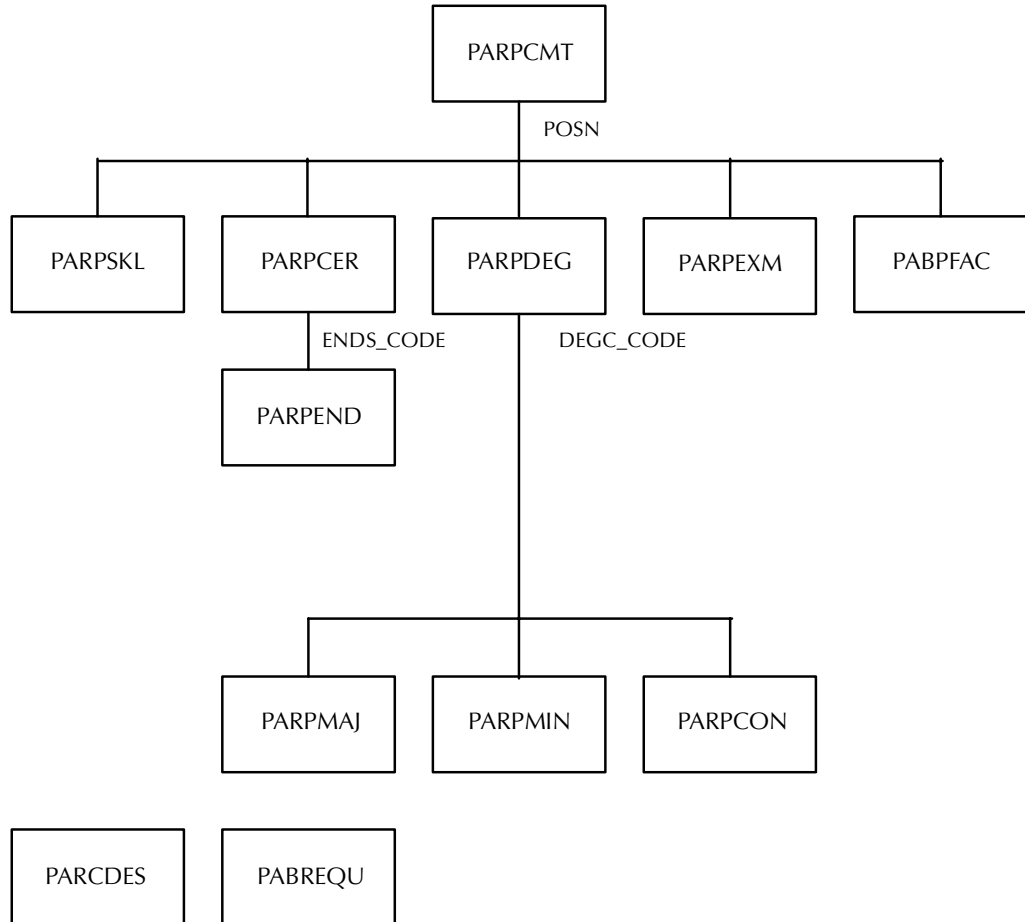 PARPCMT
POSN
PARPSKL
PARPCER
PARPDEG
PARPEXM
PABPFAC
ENDS_CODE
DEGC_CODE
PARPEND
PARPMAJ
PARPMIN
PARPCON
PARCDES
PABREQU